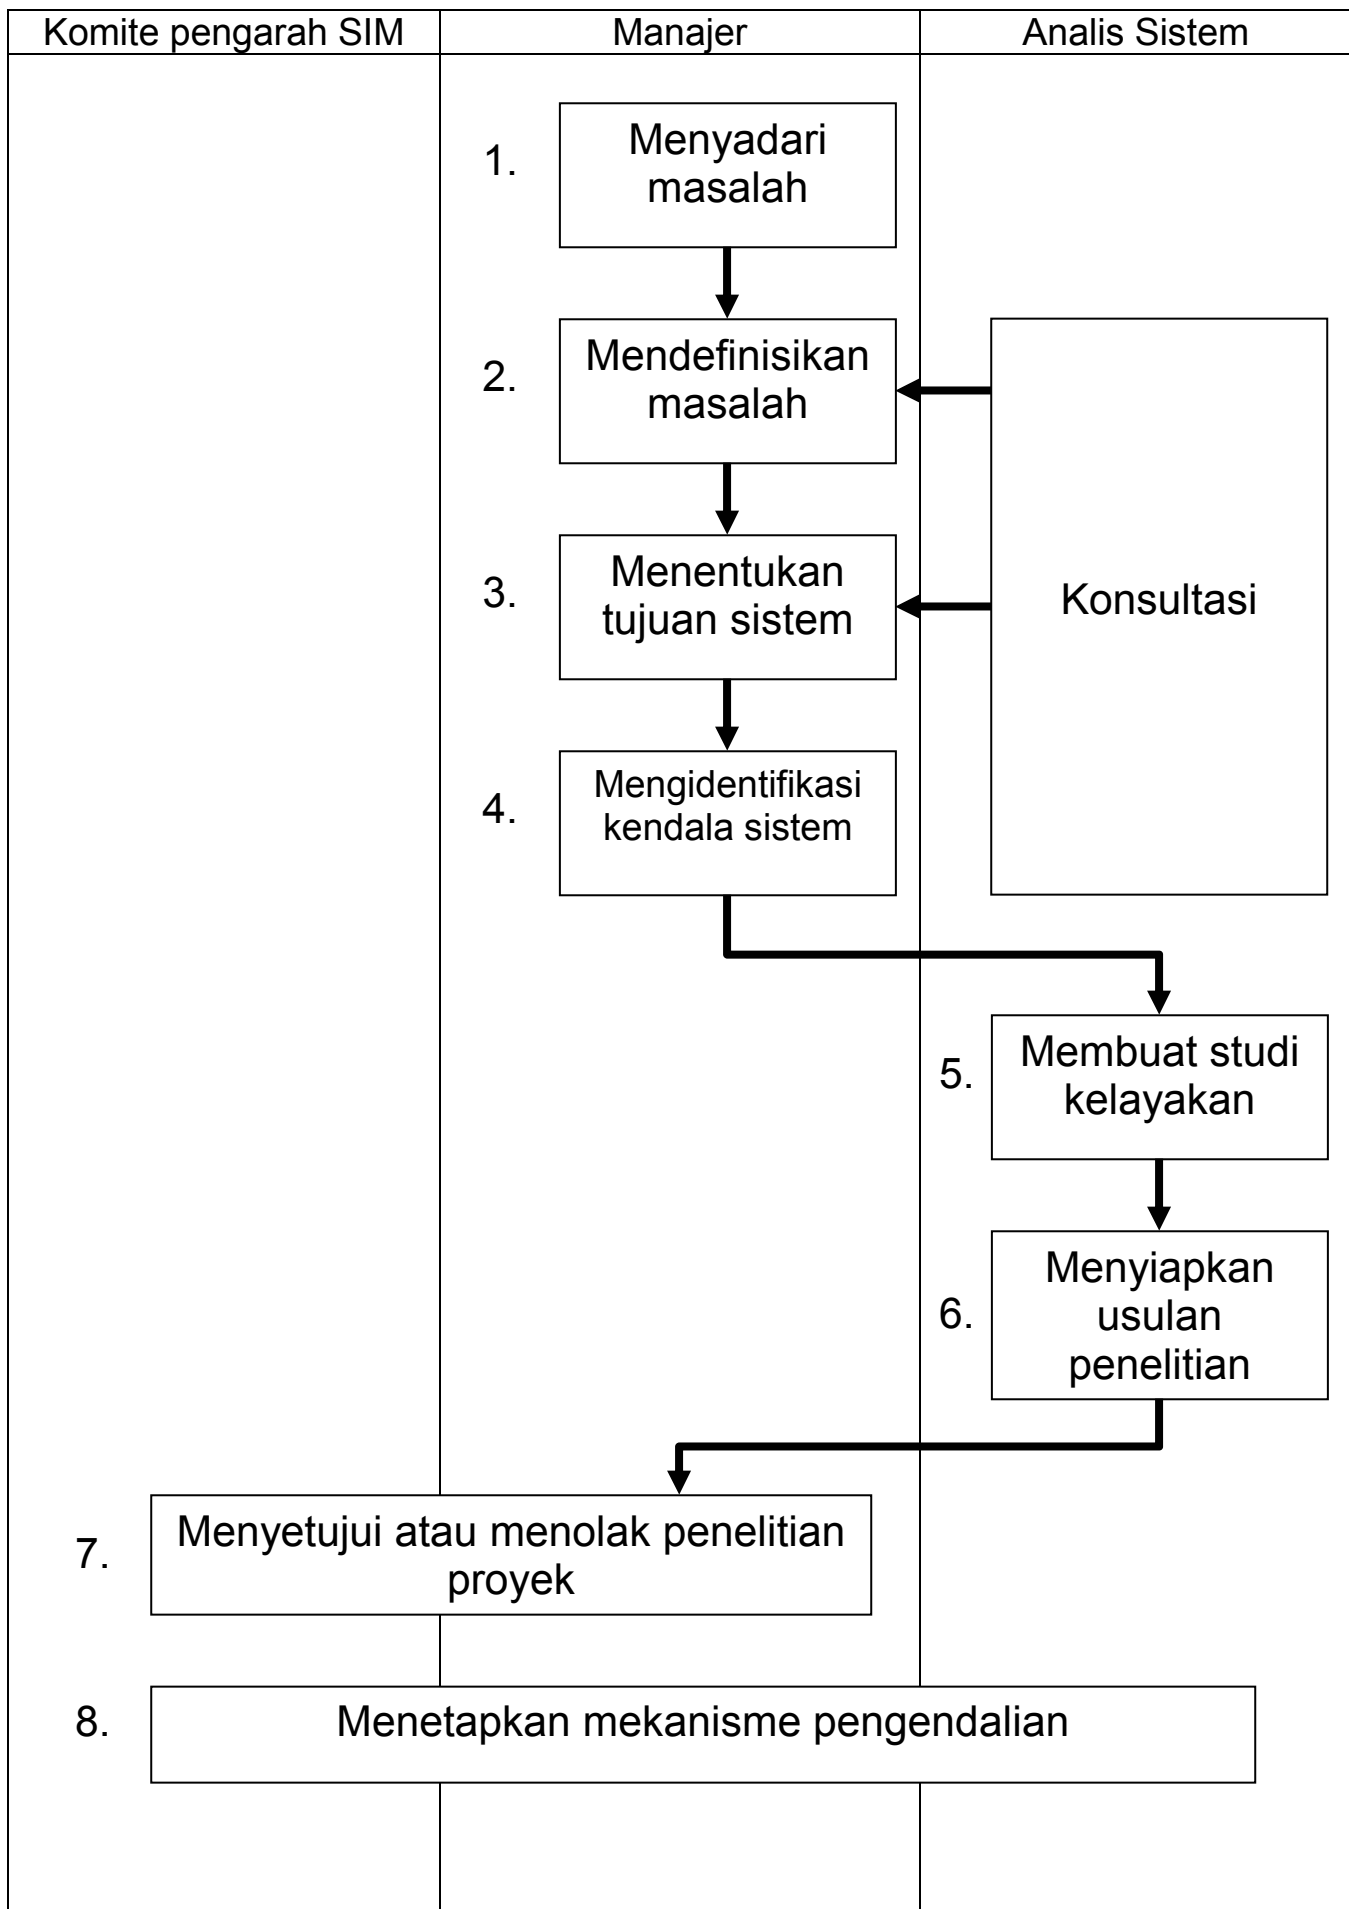 Komite pengarah SIM
Manajer
Analis Sistem
1.
Menyadari
masalah
2.
Mendefinisikan
masalah
3.
Menentukan
tujuan sistem
Konsultasi
4.
Mengidentifikasi
kendala sistem
5.
Membuat studi
kelayakan
6.
Menyiapkan
usulan
penelitian
7.
Menyetujui atau menolak penelitian
proyek
8.
Menetapkan mekanisme pengendalian